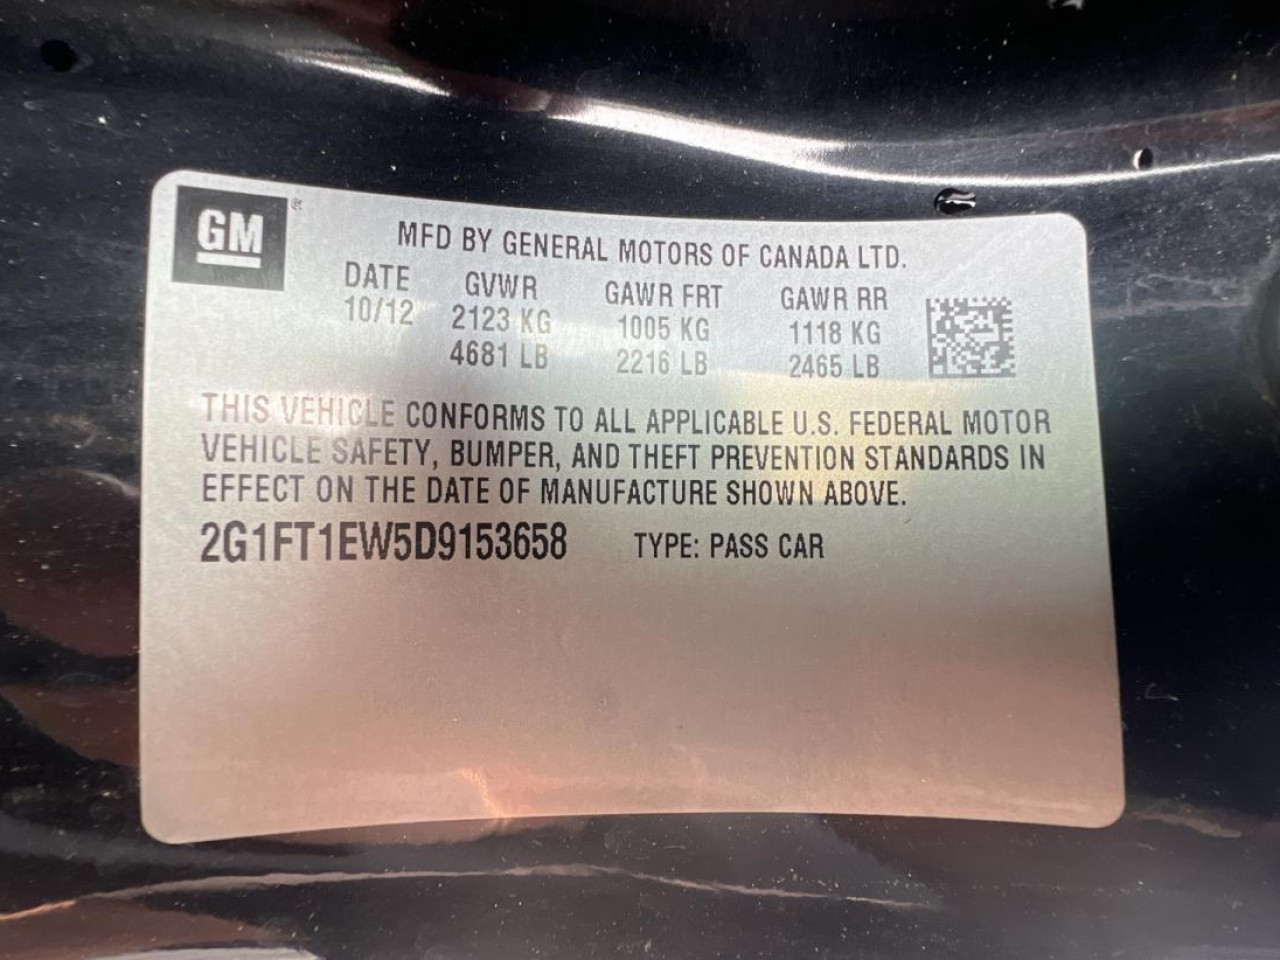 GM ®
MFD BY GENERAL MOTORS OF CANADA LTD.
DATE GVWR GAWR FRT GAWR RR
10/12 2123 KG 1005 KG 1118 KG
4681 LB 2216 LB 2465 LB
THIS VEHICLE CONFORMS TO ALL APPLICABLE U.S. FEDERAL MOTOR
VEHICLE SAFETY, BUMPER, AND THEFT PREVENTION STANDARDS IN
EFFECT ON THE DATE OF MANUFACTURE SHOWN ABOVE.
2G1FT1EW5D9153658 TYPE: PASS CAR